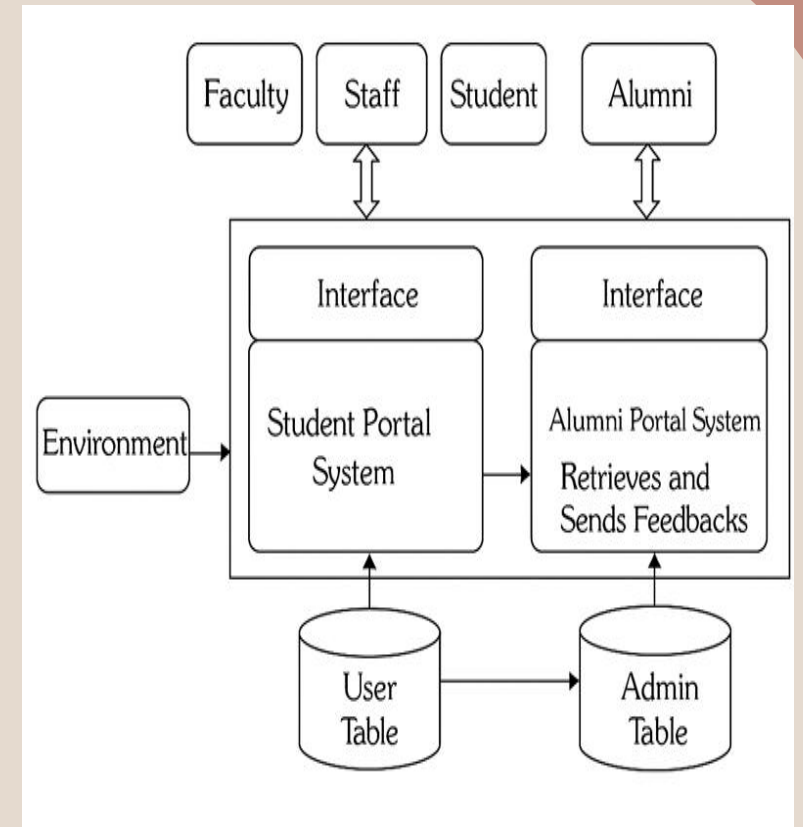 Faculty
Staff
Student
Alumni
Interface
Interface
Environment
Student Portal
System
Alumni Portal System
Retrieves and
Sends Feedbacks
User
Table
Admin
Table